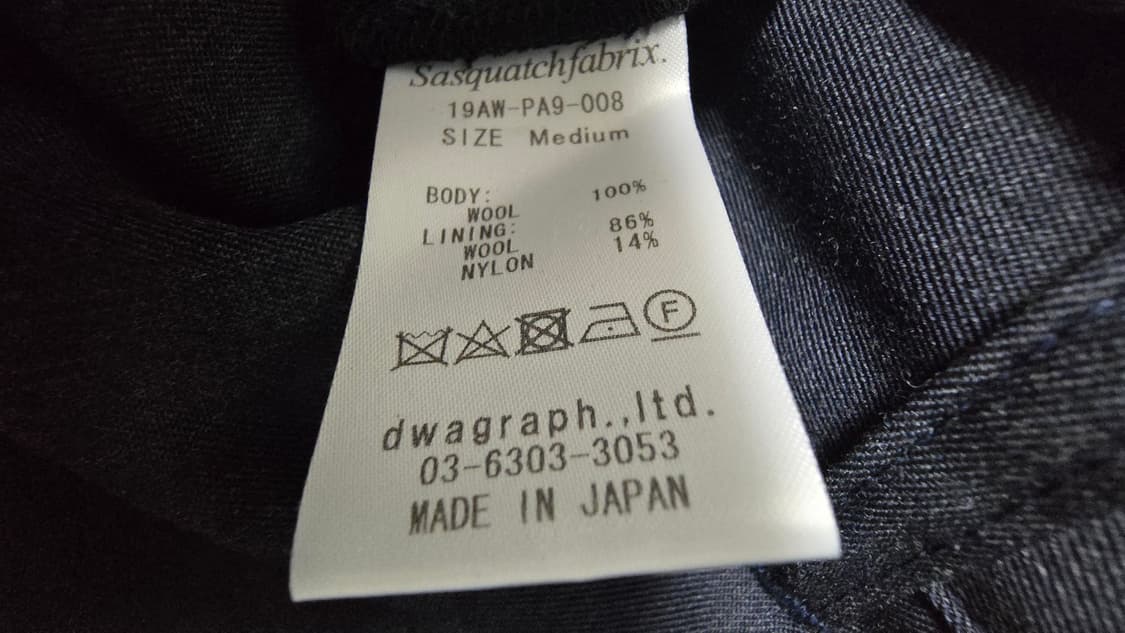 Sasquatchfabrix.
19AW-PA9-008
SIZE Medium
BODY:
WOOL 100%
LINING:
WOOL 86%
NYLON 14%
F
dwagraph.,ltd.
03-6303-3053
MADE IN JAPAN